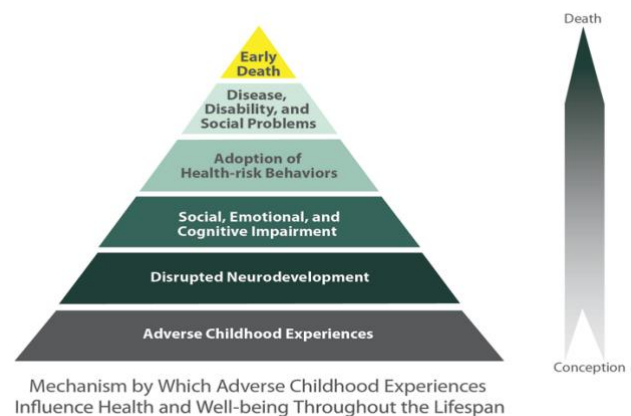 Death
Early
Death
Disease,
Disability, and
Social Problems
Adoption of
Health-risk Behaviors
Social, Emotional, and
Cognitive Impairment
Disrupted Neurodevelopment
Adverse Childhood Experiences
Conception
Mechanism by Which Adverse Childhood Experiences
Influence Health and Well-being Throughout the Lifespan